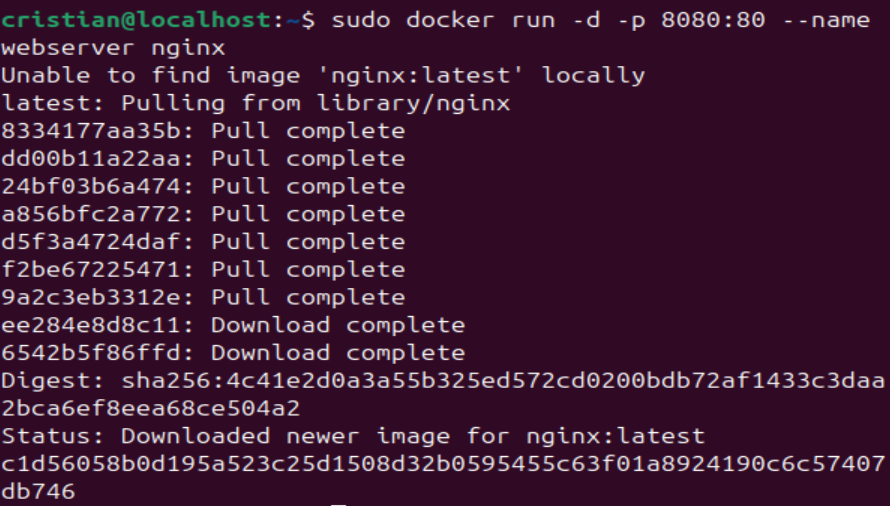 cristian@localhost:~$ sudo docker run -d -p 8080:80 --name
webserver nginx
Unable to find image 'nginx:latest' locally
latest: Pulling from library/nginx
8334177aa35b: Pull complete
dd00b11a22aa: Pull complete
24bf03b6a474: Pull complete
a856bfc2a772: Pull complete
d5f3a4724daf: Pull complete
f2be67225471: Pull complete
9a2c3eb3312e: Pull complete
ee284e8d8c11: Download complete
6542b5f86ffd: Download complete
Digest: sha256:4c41e2d0a3a55b325ed572cd0200bdb72af1433c3daa
2bca6ef8eea68ce504a2
Status: Downloaded newer image for nginx:latest
c1d56058b0d195a523c25d1508d32b0595455c63f01a8924190c6c57407
db746